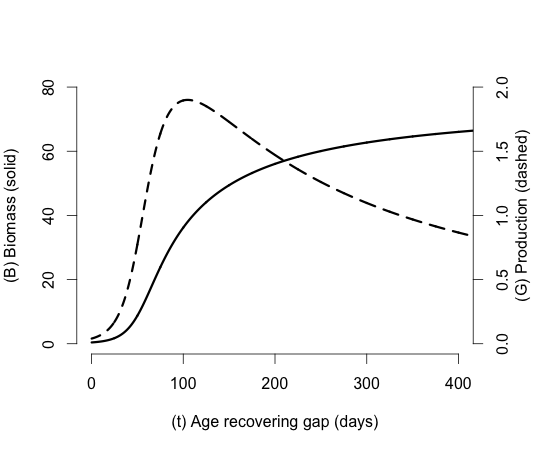 80
60
40
20
0
(B) Biomass (solid)
2.0
1.5
1.0
0.5
0.0
(G) Production (dashed)
0 100 200 300 400
(t) Age recovering gap (days)